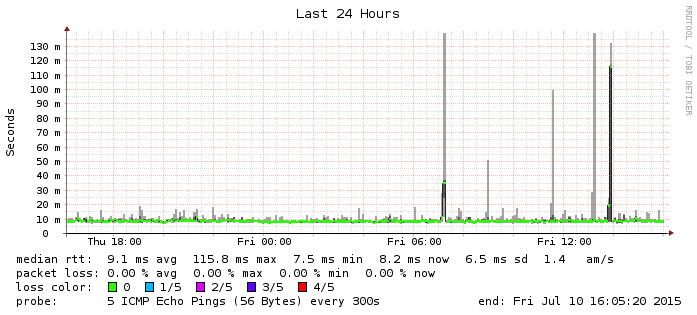 Last 24 Hours
RRDTOOL / TOBI OETIKER
Seconds
130 m
120 m
110 m
100 m
90 m
80 m
70 m
60 m
50 m
40 m
30 m
20 m
10 m
0
Thu 18:00 Fri 00:00 Fri 06:00 Fri 12:00
median rtt: 9.1 ms avg 115.8 ms max 7.5 ms min 8.2 ms now 6.5 ms sd 1.4 am/s
packet loss: 0.00 % avg 0.00 % max 0.00 % min 0.00 % now
loss color: 0 1/5 2/5 3/5 4/5
probe: 5 ICMP Echo Pings (56 Bytes) every 300s end: Fri Jul 10 16:05:20 2015